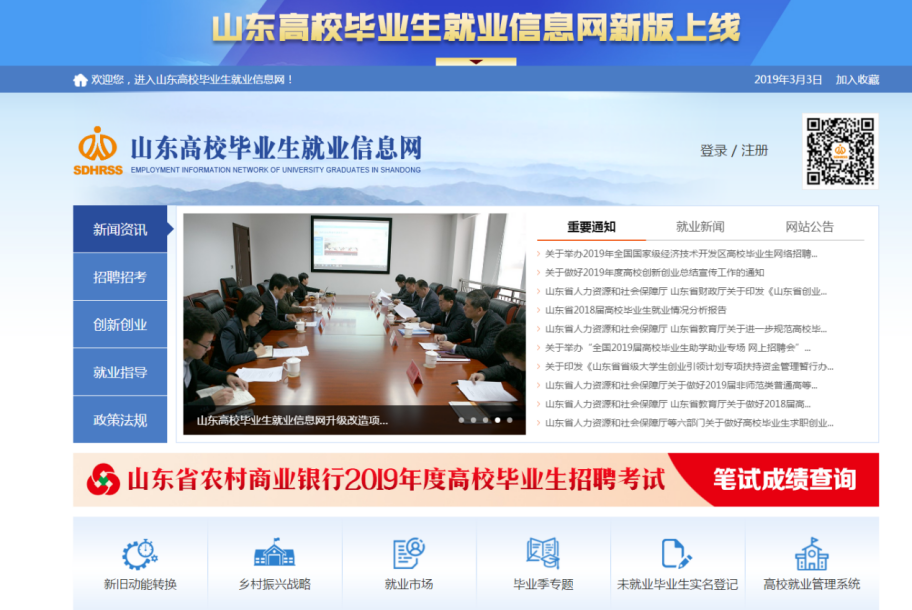 山东高校毕业生就业信息网新版上线
欢迎您，进入山东高校毕业生就业信息网！
2019年3月3日 加入收藏
山东高校毕业生就业信息网
SDHRSS
EMPLOYMENT INFORMATION NETWORK OF UNIVERSITY GRADUATES IN SHANDONG
登录 / 注册
新闻资讯
招聘招考
创新创业
就业指导
政策法规
山东高校毕业生就业信息网升级改造项...
重要通知 就业新闻 网站公告
关于举办2019年全国国家级经济技术开发区高校毕业生网络招聘...
关于做好2019年度高校创新创业总结宣传工作的通知
山东省人力资源和社会保障厅 山东省财政厅关于印发《山东省创业...
山东省2018届高校毕业生就业情况分析报告
山东省人力资源和社会保障厅 山东省教育厅关于进一步规范高校毕...
关于举办“全国2019届高校毕业生助学助业专场 网上招聘会” ...
关于印发《山东省省级大学生创业引领计划专项扶持资金管理暂行办...
山东省人力资源和社会保障厅关于做好2019届非师范类普通高等...
山东省人力资源和社会保障厅 山东省教育厅关于做好2018届高...
山东省人力资源和社会保障厅等六部门关于做好高校毕业生求职创业...
山东省农村商业银行2019年度高校毕业生招聘考试 笔试成绩查询
新旧动能转换 乡村振兴战略 就业市场 毕业季专题 未就业毕业生实名登记 高校就业管理系统